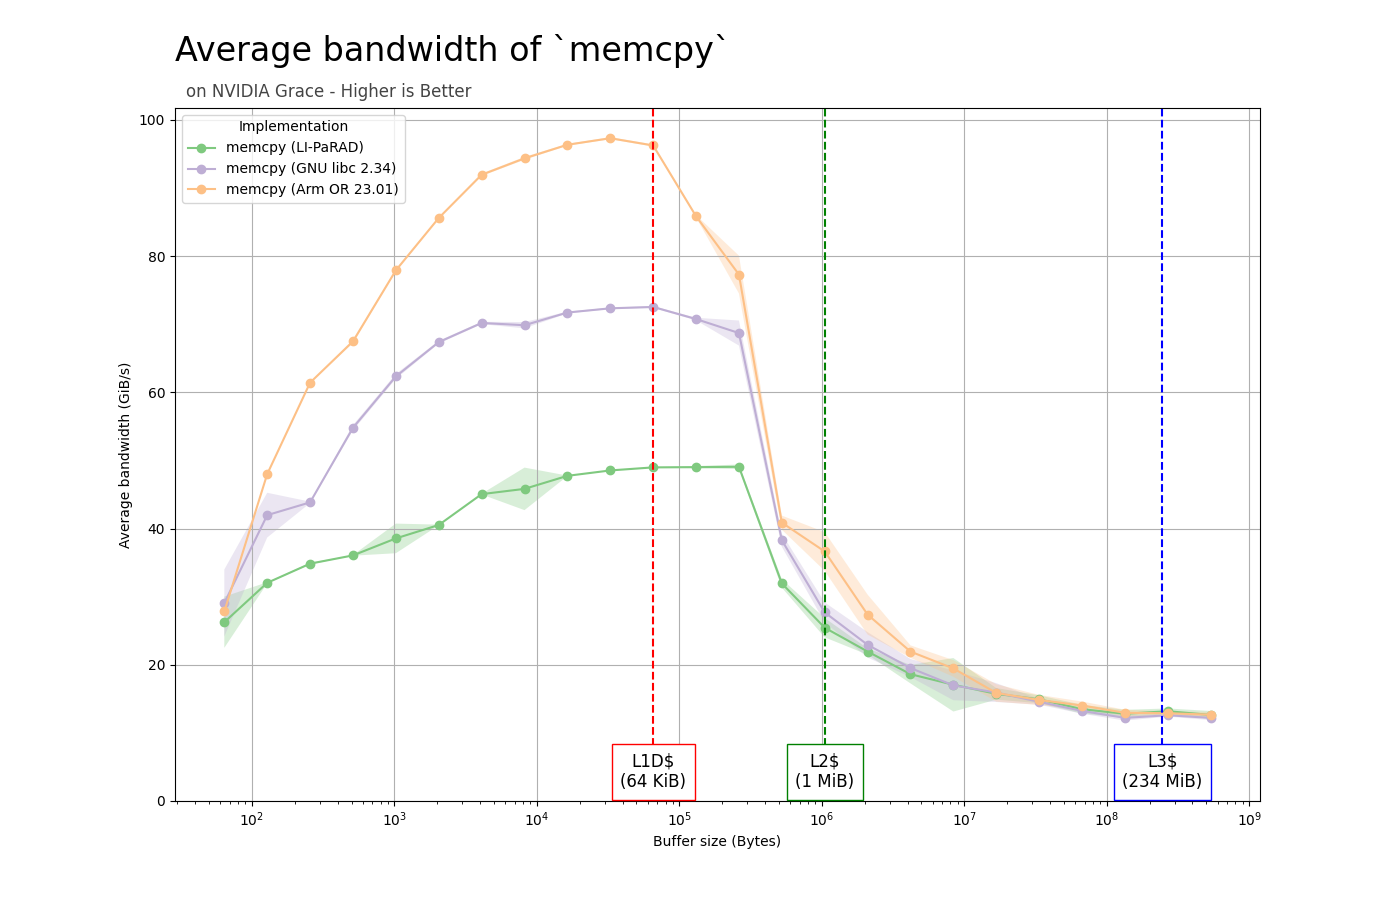 Average bandwidth of `memcpy`
on NVIDIA Grace - Higher is Better
Implementation
memcpy (LI-PaRAD)
memcpy (GNU libc 2.34)
memcpy (Arm OR 23.01)
Average bandwidth (GiB/s)
100
80
60
40
20
0
L1D$
(64 KiB)
L2$
(1 MiB)
L3$
(234 MiB)
10² 10³ 10⁴ 10⁵ 10⁶ 10⁷ 10⁸ 10⁹
Buffer size (Bytes)